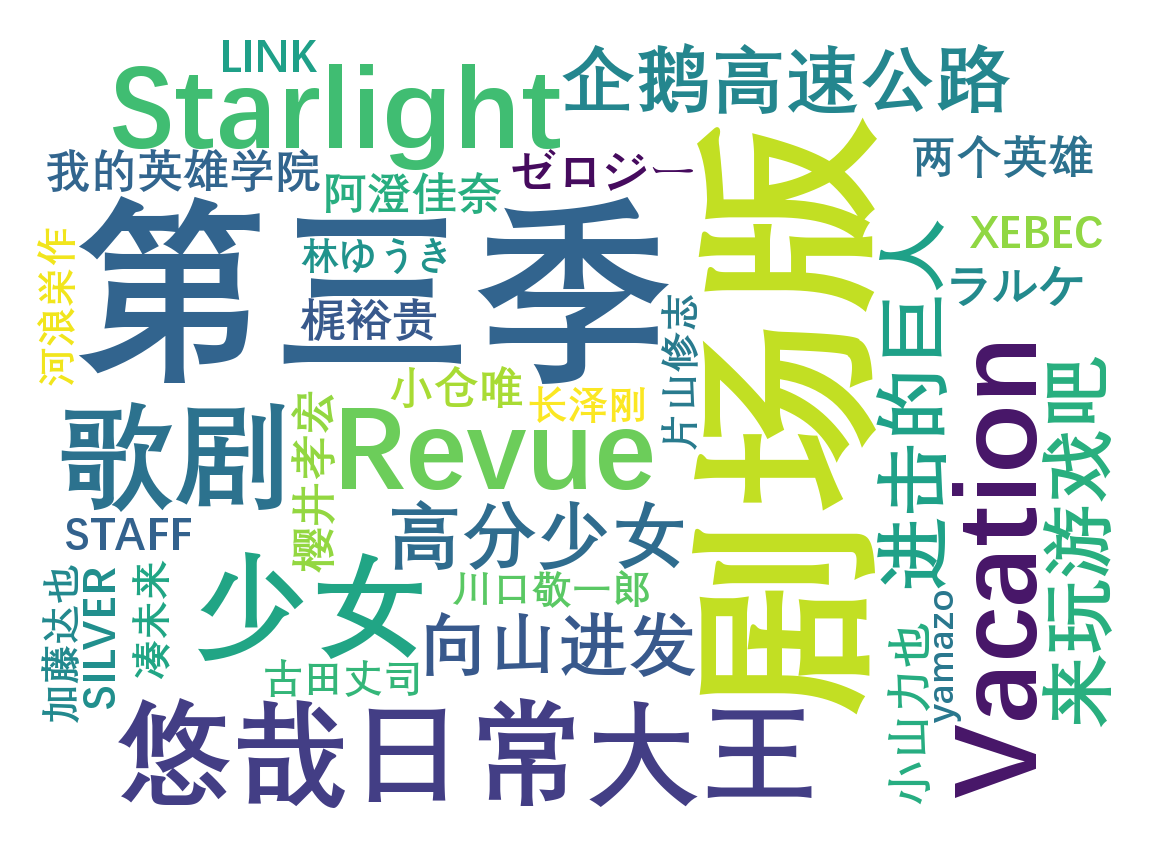 LINK
Starlight
企鹅高速公路
我的英雄学院
阿澄佳奈
ゼロジー
两个英雄
第三季
林ゆうき
梶裕贵
河浪栄作
剧场版
片山修志
进击的巨人
XEBEC
ラルケ
小仓唯
长泽刚
歌剧
樱井孝宏
Revue
Vacation
来玩游戏吧
STAFF
高分少女
少女
川口敬一郎
加藤达也
SILVER
凑未来
向山进发
古田丈司
小山力也
yamazo
悠哉日常大王